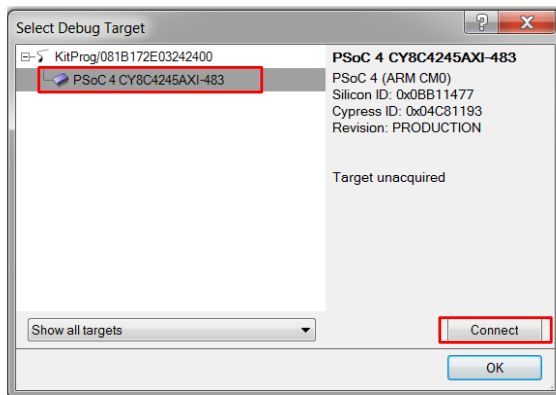 Select Debug Target
KitProg/081B172E03242400
PSoC 4 CY8C4245AXI-483
PSoC 4 CY8C4245AXI-483
PSoC 4 (ARM CM0)
Silicon ID: 0x0BB11477
Cypress ID: 0x04C81193
Revision: PRODUCTION
Target unacquired
Show all targets
Connect
OK